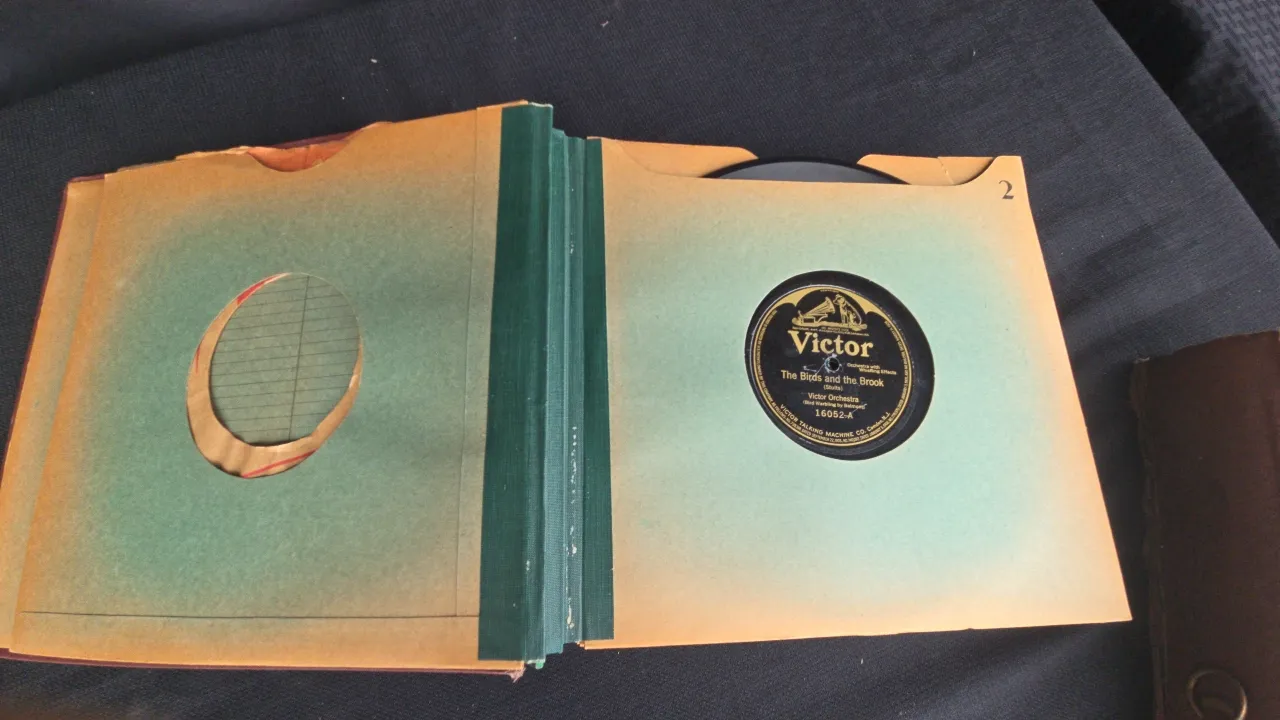 2
Victor
Orchestra with
Whistling Effects
The Birds and the Brook
(Stults)
Victor Orchestra
(Bird Warbling by Belmont)
16052-A
VICTOR TALKING MACHINE CO. Camden, N.J.